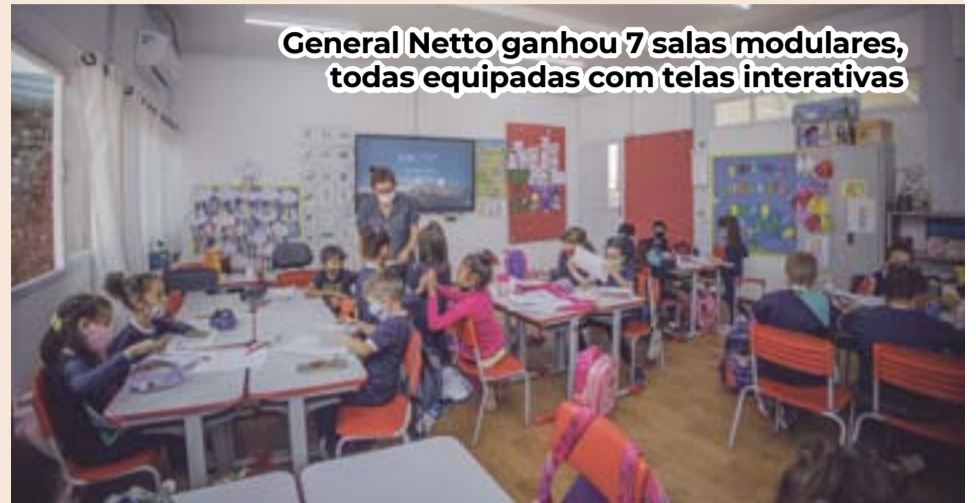 General Netto ganhou 7 salas modulares,
todas equipadas com telas interativas